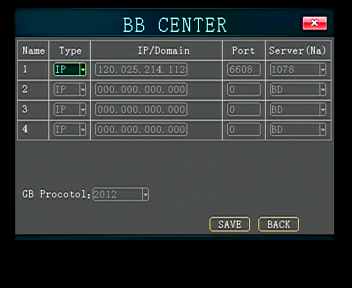 BB CENTER
Name Type IP/Domain Port Server(Na)
1 IP 120.025.214.112 6608 1078
2 IP 000.000.000.000 0 BD
3 IP 000.000.000.000 0 BD
4 IP 000.000.000.000 0 BD
GB Procotol: 2012
SAVE BACK